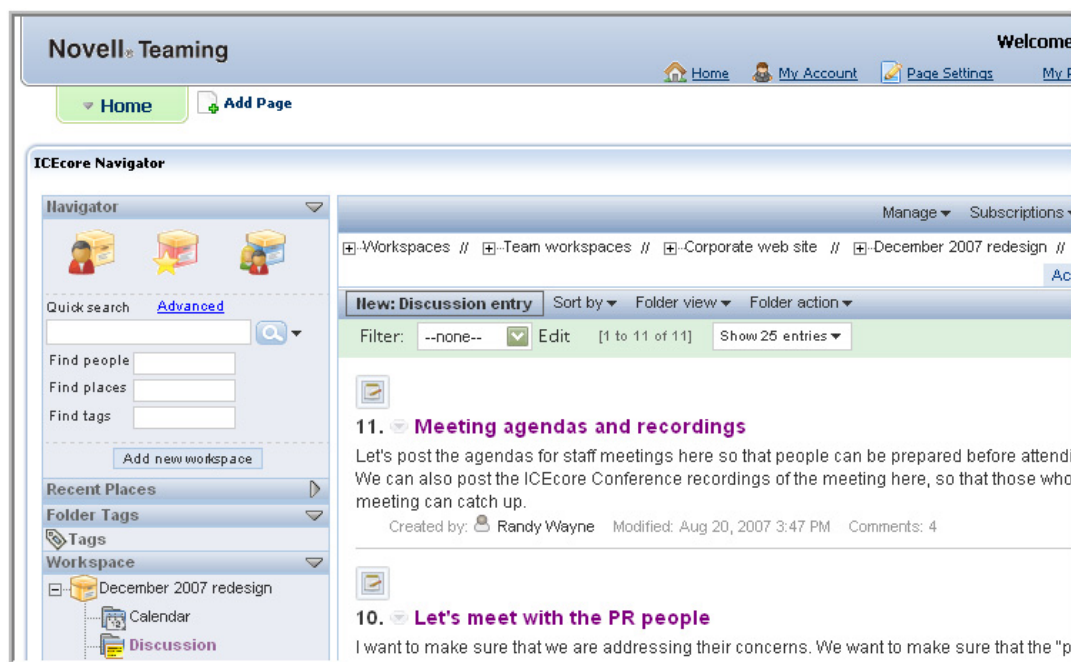 Novell® Teaming
Welcome
Home My Account Page Settings My
Home Add Page
ICEcore Navigator
Navigator
Quick search Advanced
Find people
Find places
Find tags
Add new workspace
Recent Places
Folder Tags
Tags
Workspace
December 2007 redesign
Calendar
Discussion
Manage Subscriptions
Workspaces // Team workspaces // Corporate web site // December 2007 redesign //
Ac
New: Discussion entry Sort by Folder view Folder action
Filter: --none-- Edit [1 to 11 of 11] Show 25 entries
11. Meeting agendas and recordings
Let's post the agendas for staff meetings here so that people can be prepared before attendi
We can also post the ICEcore Conference recordings of the meeting here, so that those who
meeting can catch up.
Created by: Randy Wayne Modified: Aug 20, 2007 3:47 PM Comments: 4
10. Let's meet with the PR people
I want to make sure that we are addressing their concerns. We want to make sure that the "p